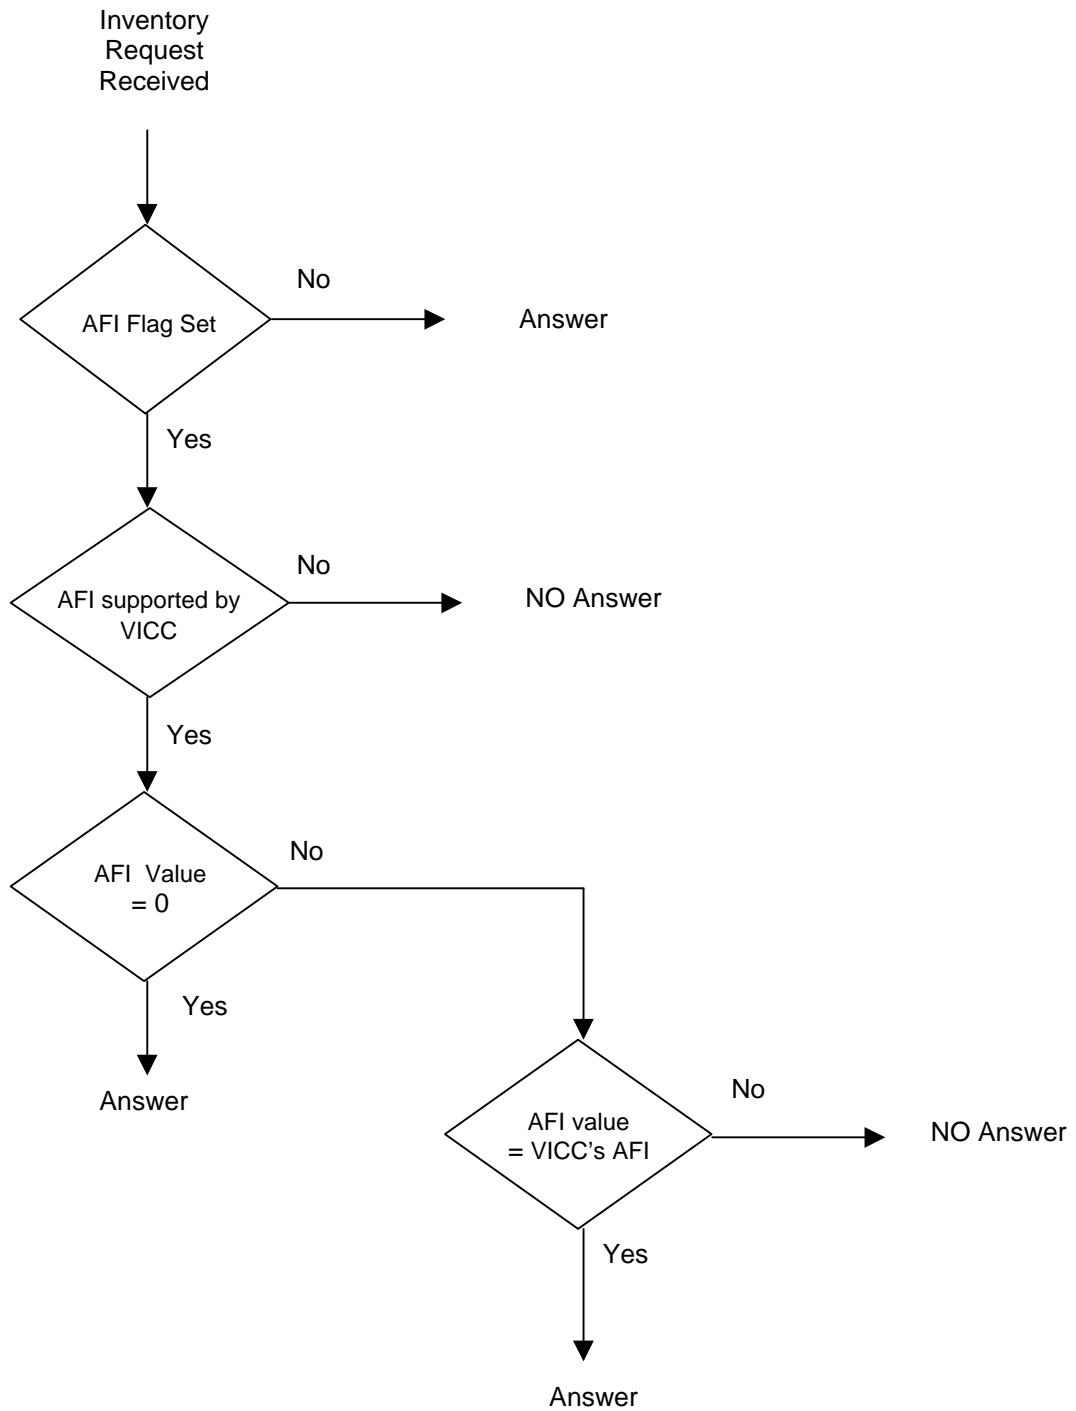 Inventory
Request
Received
No
AFI Flag Set
Answer
Yes
No
AFI supported by
VICC
NO Answer
Yes
No
AFI  Value
= 0
Yes
Answer
No
AFI value
= VICC's AFI
NO Answer
Yes
Answer